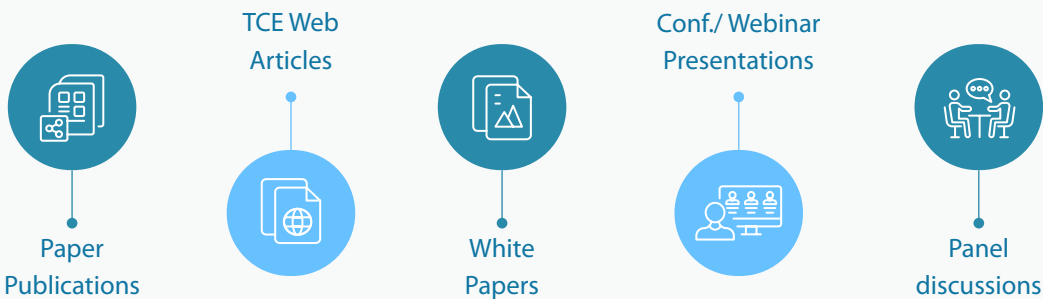 Paper
Publications
TCE Web
Articles
White
Papers
Conf./ Webinar
Presentations
Panel
discussions